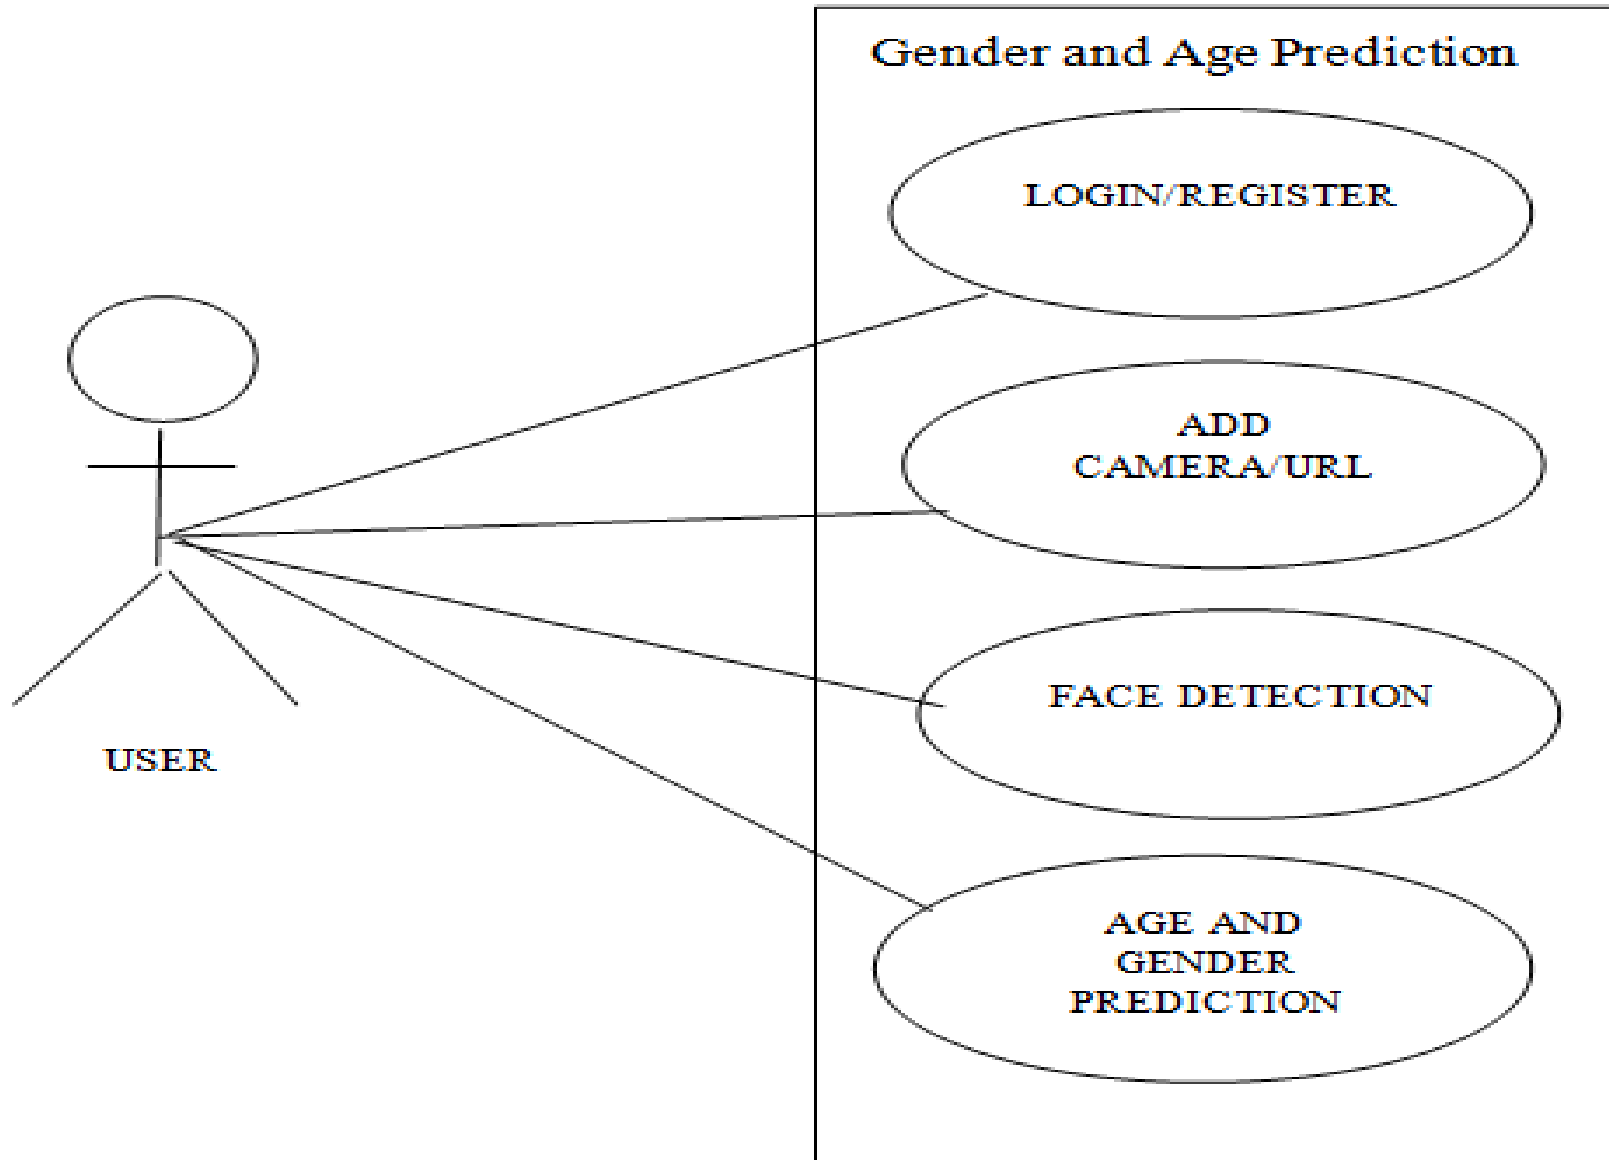 Gender and Age Prediction
LOGIN/REGISTER
ADD
CAMERA/URL
FACE DETECTION
USER
AGE AND
GENDER
PREDICTION